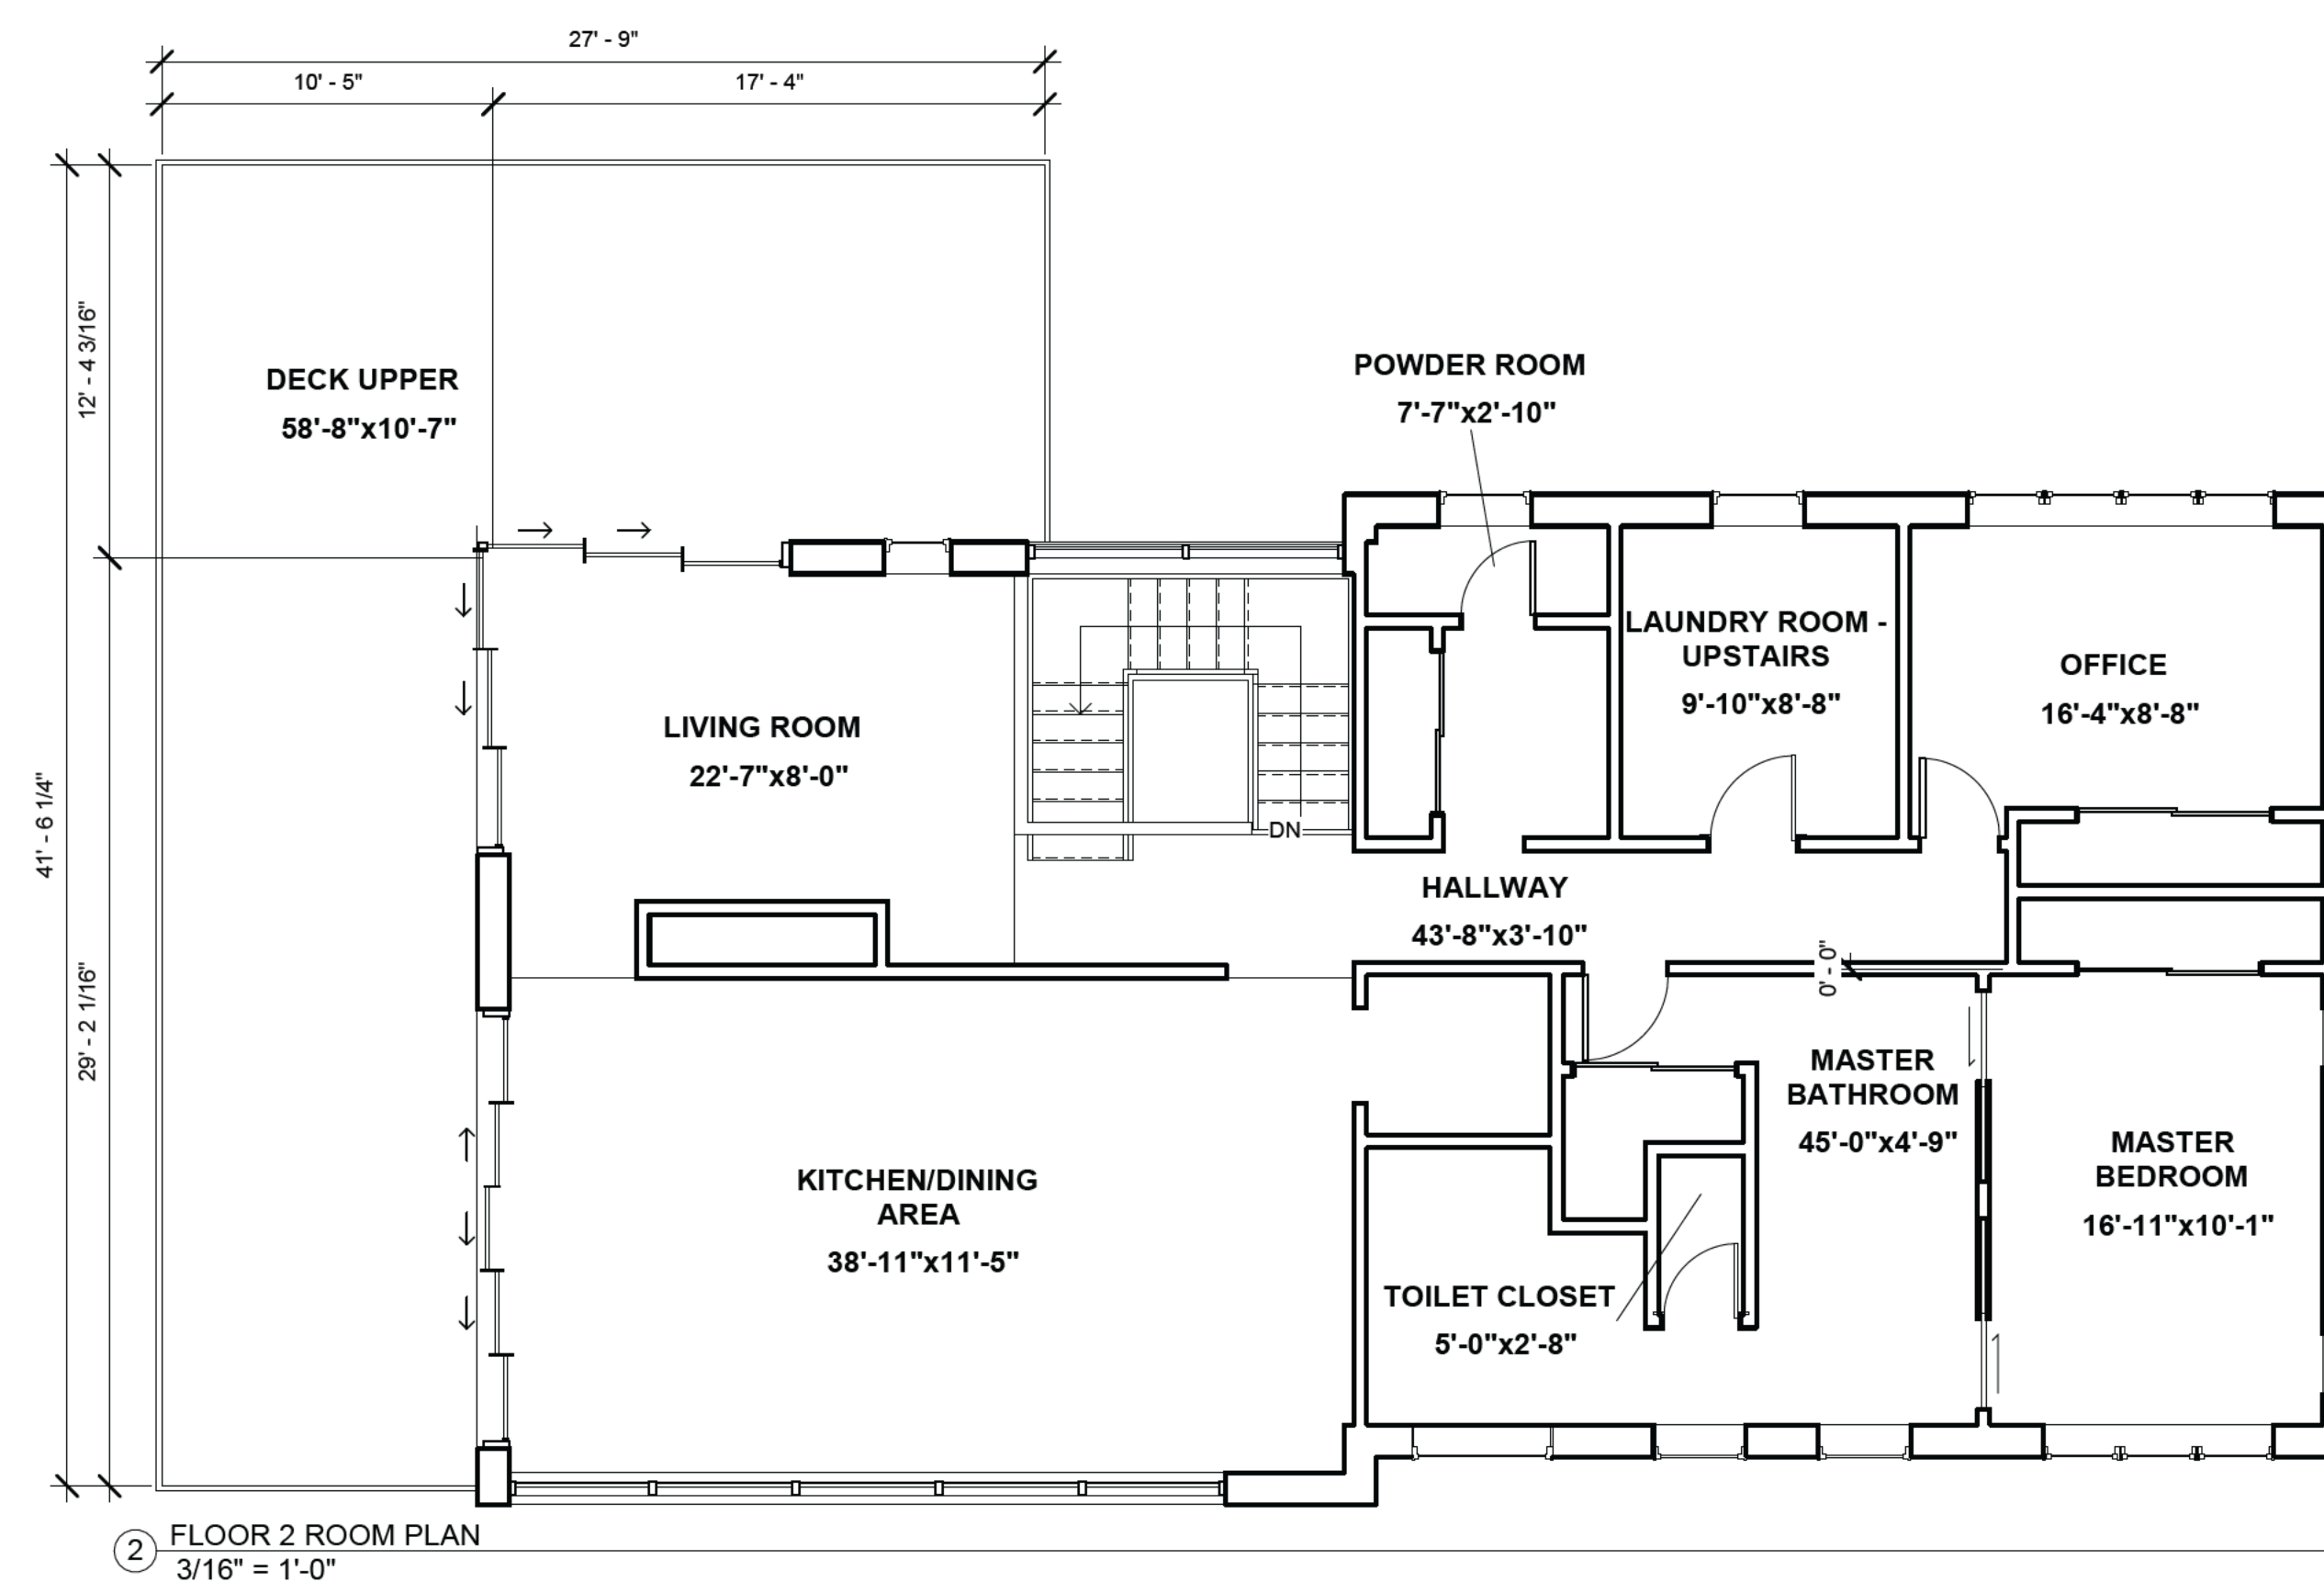 27' - 9"
10' - 5"
17' - 4"
12' - 4 3/16"
41' - 6 1/4"
29' - 2 1/16"
DECK UPPER
58'-8"x10'-7"
POWDER ROOM
7'-7"x2'-10"
LAUNDRY ROOM -
UPSTAIRS
9'-10"x8'-8"
OFFICE
16'-4"x8'-8"
LIVING ROOM
22'-7"x8'-0"
DN
HALLWAY
43'-8"x3'-10"
0' - 0"
MASTER
BATHROOM
45'-0"x4'-9"
MASTER
BEDROOM
16'-11"x10'-1"
KITCHEN/DINING
AREA
38'-11"x11'-5"
TOILET CLOSET
5'-0"x2'-8"
2
FLOOR 2 ROOM PLAN
3/16" = 1'-0"